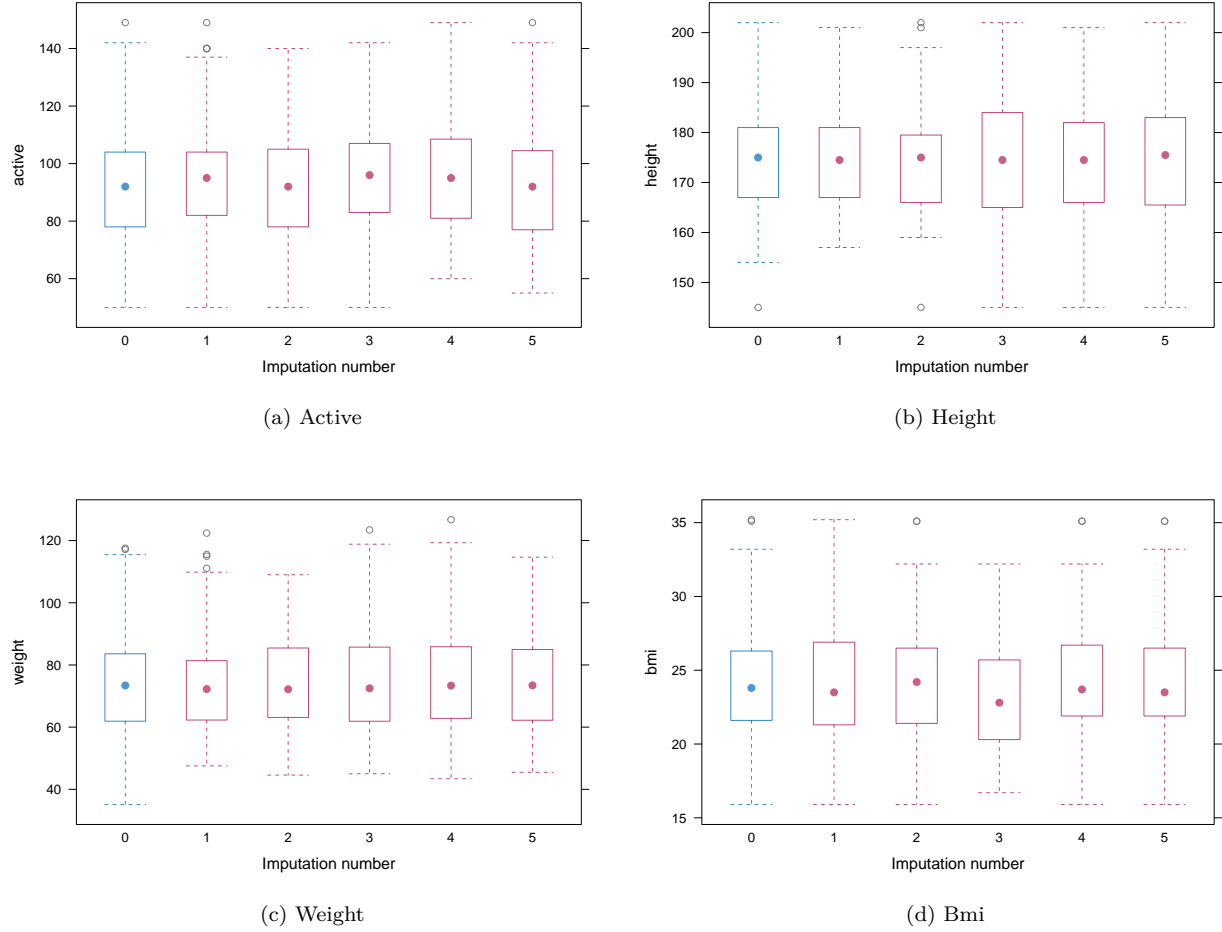 active
140
120
100
80
60
0 1 2 3 4 5
Imputation number
(a) Active
height
200
190
180
170
160
150
0 1 2 3 4 5
Imputation number
(b) Height
weight
120
100
80
60
40
0 1 2 3 4 5
Imputation number
(c) Weight
bmi
35
30
25
20
15
0 1 2 3 4 5
Imputation number
(d) Bmi